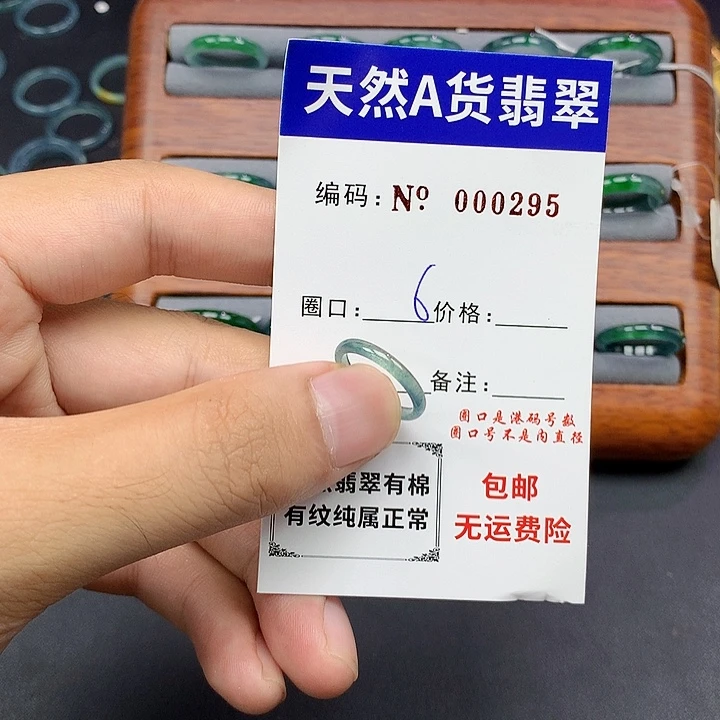 天然A货翡翠
编码: Nº 000295
圈口: 6 价格:
备注:
圈口是港码号数
圈口号不是内直径
翡翠有棉
有纹纯属正常
包邮
无运费险